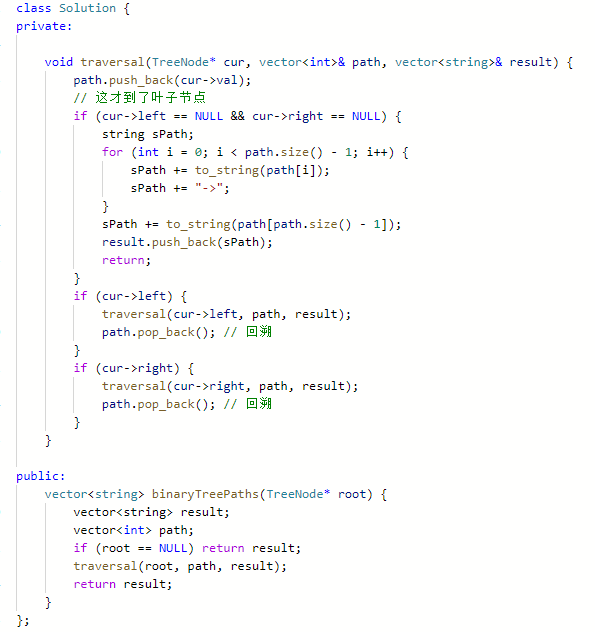 class Solution {
private:
void traversal(TreeNode* cur, vector<int>& path, vector<string>& result) {
path.push_back(cur->val);
// 这才到了叶子节点
if (cur->left == NULL && cur->right == NULL) {
string sPath;
for (int i = 0; i < path.size() - 1; i++) {
sPath += to_string(path[i]);
sPath += "->";
}
sPath += to_string(path[path.size() - 1]);
result.push_back(sPath);
return;
}
if (cur->left) {
traversal(cur->left, path, result);
path.pop_back(); // 回溯
}
if (cur->right) {
traversal(cur->right, path, result);
path.pop_back(); // 回溯
}
}
public:
vector<string> binaryTreePaths(TreeNode* root) {
vector<string> result;
vector<int> path;
if (root == NULL) return result;
traversal(root, path, result);
return result;
}
};